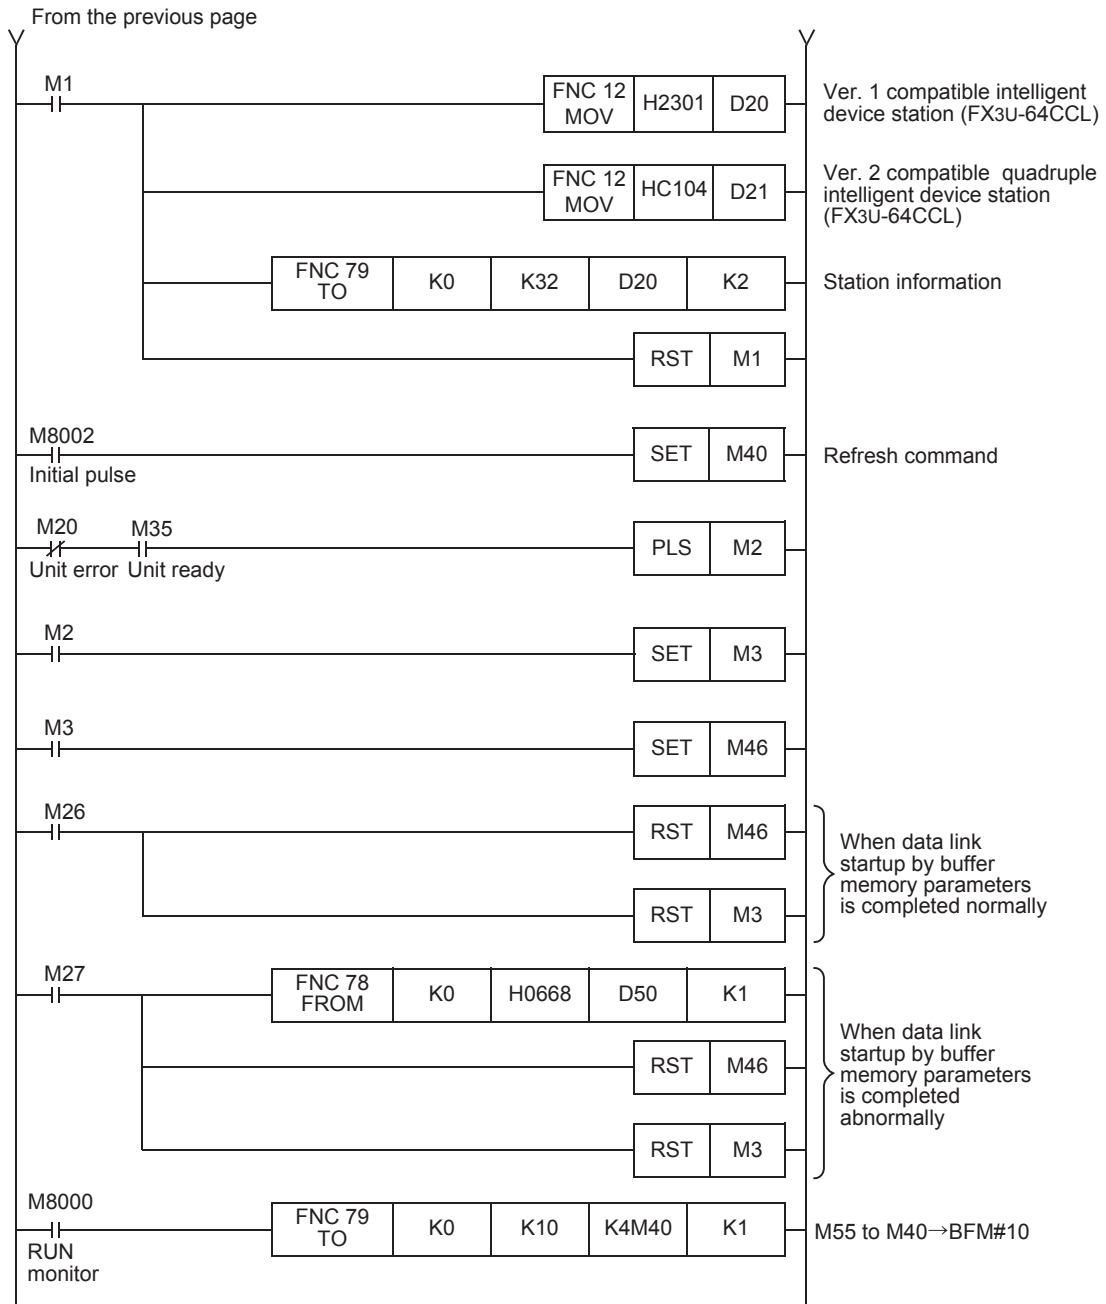 From the previous page
M1
FNC 12
MOV
H2301
D20
Ver. 1 compatible intelligent
device station (FX3U-64CCL)
FNC 12
MOV
HC104
D21
Ver. 2 compatible quadruple
intelligent device station
(FX3U-64CCL)
FNC 79
TO
K0
K32
D20
K2
Station information
RST
M1
M8002
Initial pulse
SET
M40
Refresh command
M20
Unit error
M35
Unit ready
PLS
M2
M2
SET
M3
M3
SET
M46
M26
RST
M46
RST
M3
When data link
startup by buffer
memory parameters
is completed normally
M27
FNC 78
FROM
K0
H0668
D50
K1
RST
M46
RST
M3
When data link
startup by buffer
memory parameters
is completed
abnormally
M8000
RUN
monitor
FNC 79
TO
K0
K10
K4M40
K1
M55 to M40→BFM#10